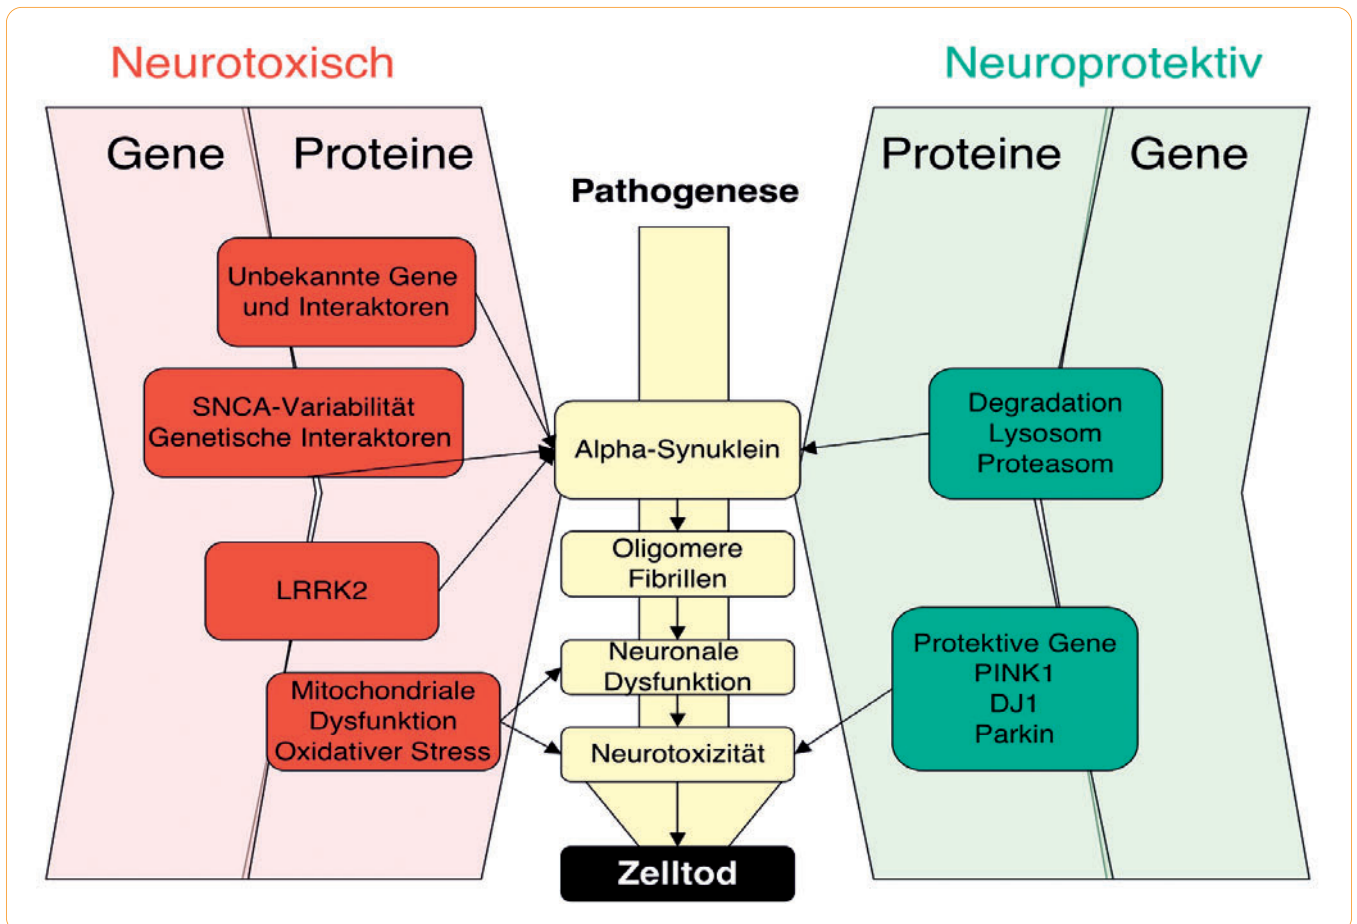 Neurotoxisch
Neuroprotektiv
Gene
Proteine
Proteine
Gene
Pathogenese
Unbekannte Gene
und Interaktoren
SNCA-Variabilität
Genetische Interaktoren
LRRK2
Mitochondriale
Dysfunktion
Oxidativer Stress
Alpha-Synuklein
Oligomere
Fibrillen
Neuronale
Dysfunktion
Neurotoxizität
Zelltod
Degradation
Lysosom
Proteasom
Protektive Gene
PINK1
DJ1
Parkin